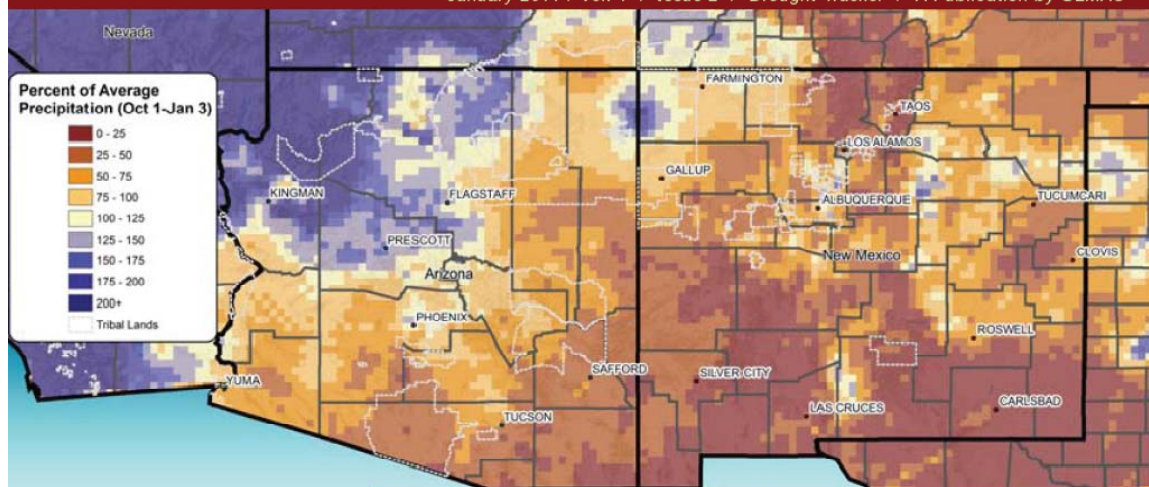 Nevada
Percent of Average
Precipitation (Oct 1-Jan 3)
0 - 25
25 - 50
50 - 75
75 - 100
100 - 125
125 - 150
150 - 175
175 - 200
200+
Tribal Lands
FARMINGTON
TAOS
LOS ALAMOS
GALLUP
KINGMAN
FLAGSTAFF
ALBUQUERQUE
TUCUMCARI
PRESCOTT
Arizona
New Mexico
CLOVIS
PHOENIX
ROSWELL
YUMA
SAFFORD
SILVER CITY
TUCSON
LAS CRUCES
CARLSBAD